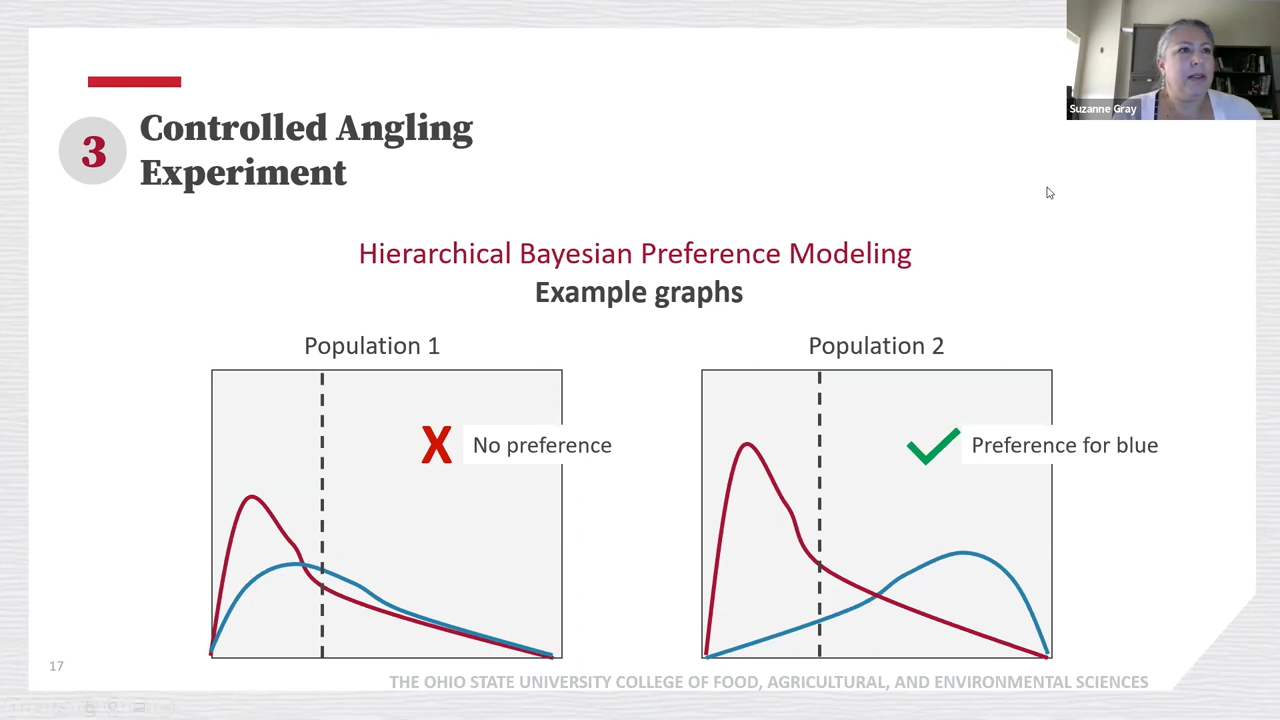 Suzanne Gray
3
Controlled Angling
Experiment
Hierarchical Bayesian Preference Modeling
Example graphs
Population 1
Population 2
X
No preference
Preference for blue
17
THE OHIO STATE UNIVERSITY COLLEGE OF FOOD, AGRICULTURAL, AND ENVIRONMENTAL SCIENCES